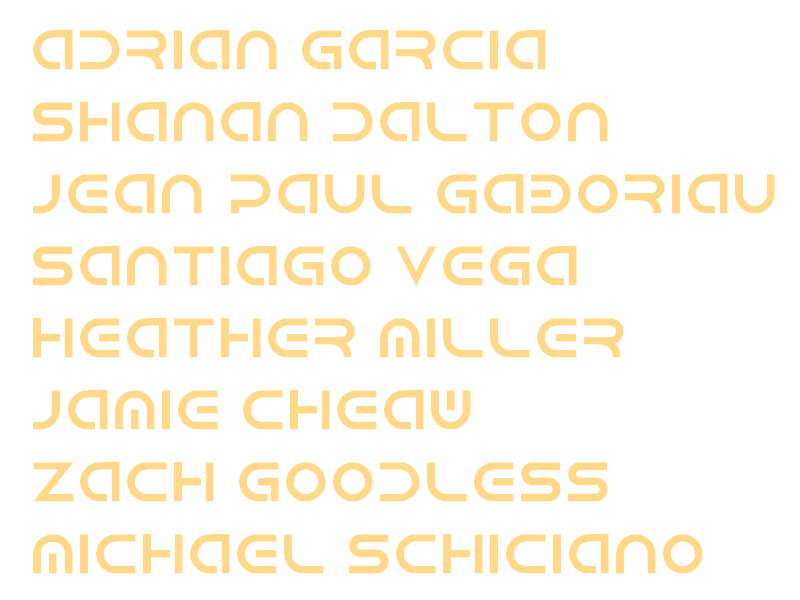 ADRIAN GARCIA
SHANAN DALTON
JEAN PAUL GABORIAU
SANTIAGO VEGA
HEATHER MILLER
JAMIE CHEAW
ZACH GOODLESS
MICHAEL SCHICIANO